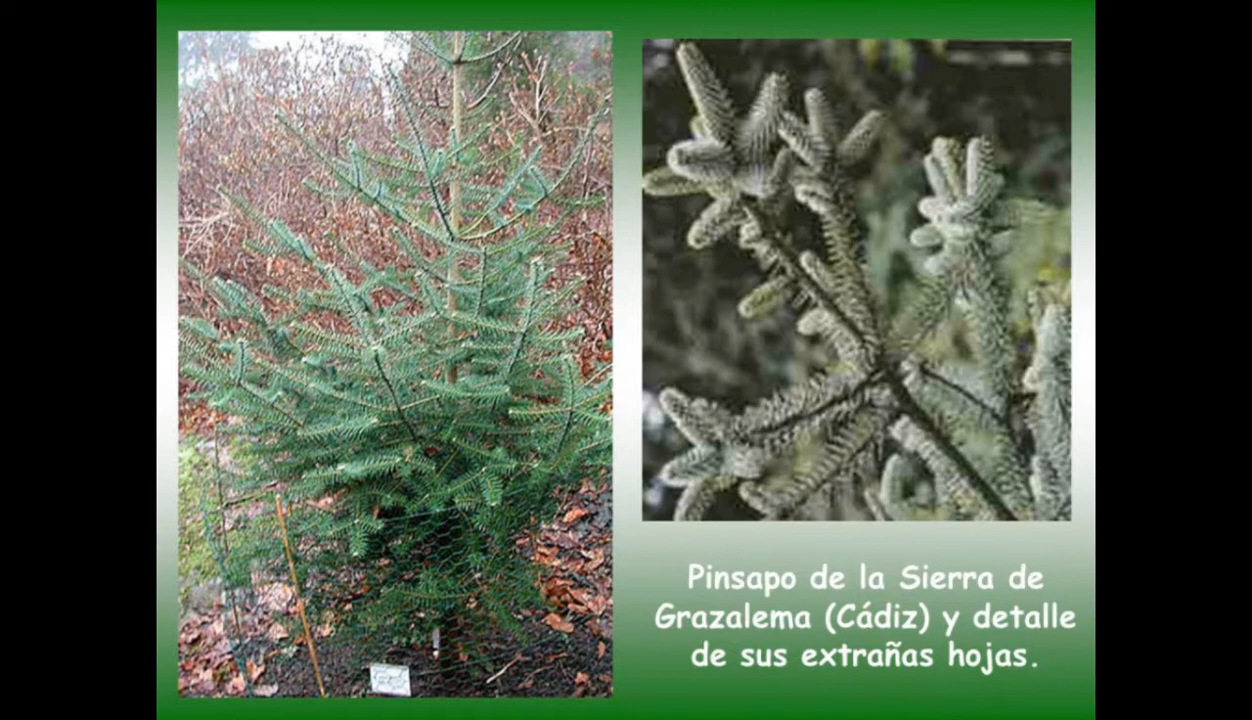 Pinsapo de la Sierra de
Grazalema (Cádiz) y detalle
de sus extrañas hojas.